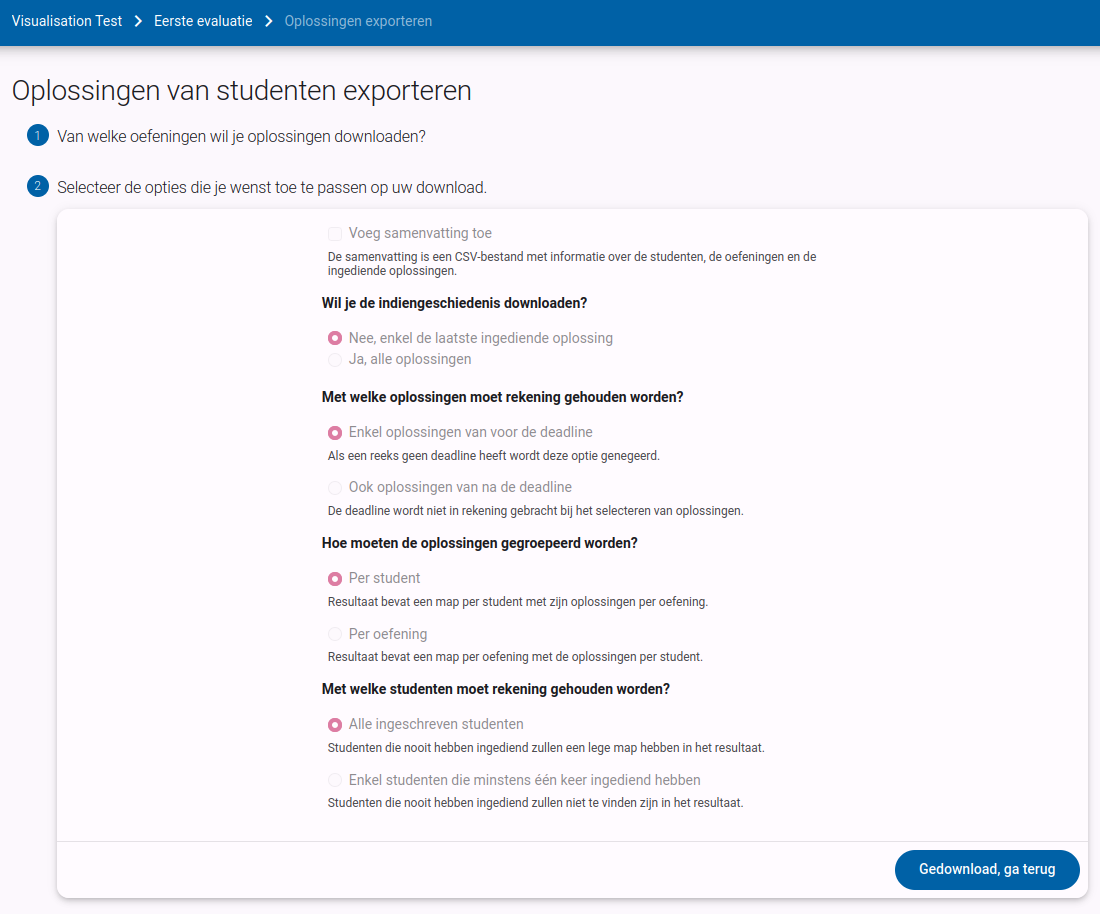 Visualisation Test > Eerste evaluatie > Oplossingen exporteren
Oplossingen van studenten exporteren
1 Van welke oefeningen wil je oplossingen downloaden?
2 Selecteer de opties die je wenst toe te passen op uw download.
Voeg samenvatting toe
De samenvatting is een CSV-bestand met informatie over de studenten, de oefeningen en de
ingediende oplossingen.
Wil je de indiengeschiedenis downloaden?
Nee, enkel de laatste ingediende oplossing
Ja, alle oplossingen
Met welke oplossingen moet rekening gehouden worden?
Enkel oplossingen van voor de deadline
Als een reeks geen deadline heeft wordt deze optie genegeerd.
Ook oplossingen van na de deadline
De deadline wordt niet in rekening gebracht bij het selecteren van oplossingen.
Hoe moeten de oplossingen gegroepeerd worden?
Per student
Resultaat bevat een map per student met zijn oplossingen per oefening.
Per oefening
Resultaat bevat een map per oefening met de oplossingen per student.
Met welke studenten moet rekening gehouden worden?
Alle ingeschreven studenten
Studenten die nooit hebben ingediend zullen een lege map hebben in het resultaat.
Enkel studenten die minstens één keer ingediend hebben
Studenten die nooit hebben ingediend zullen niet te vinden zijn in het resultaat.
Gedownload, ga terug